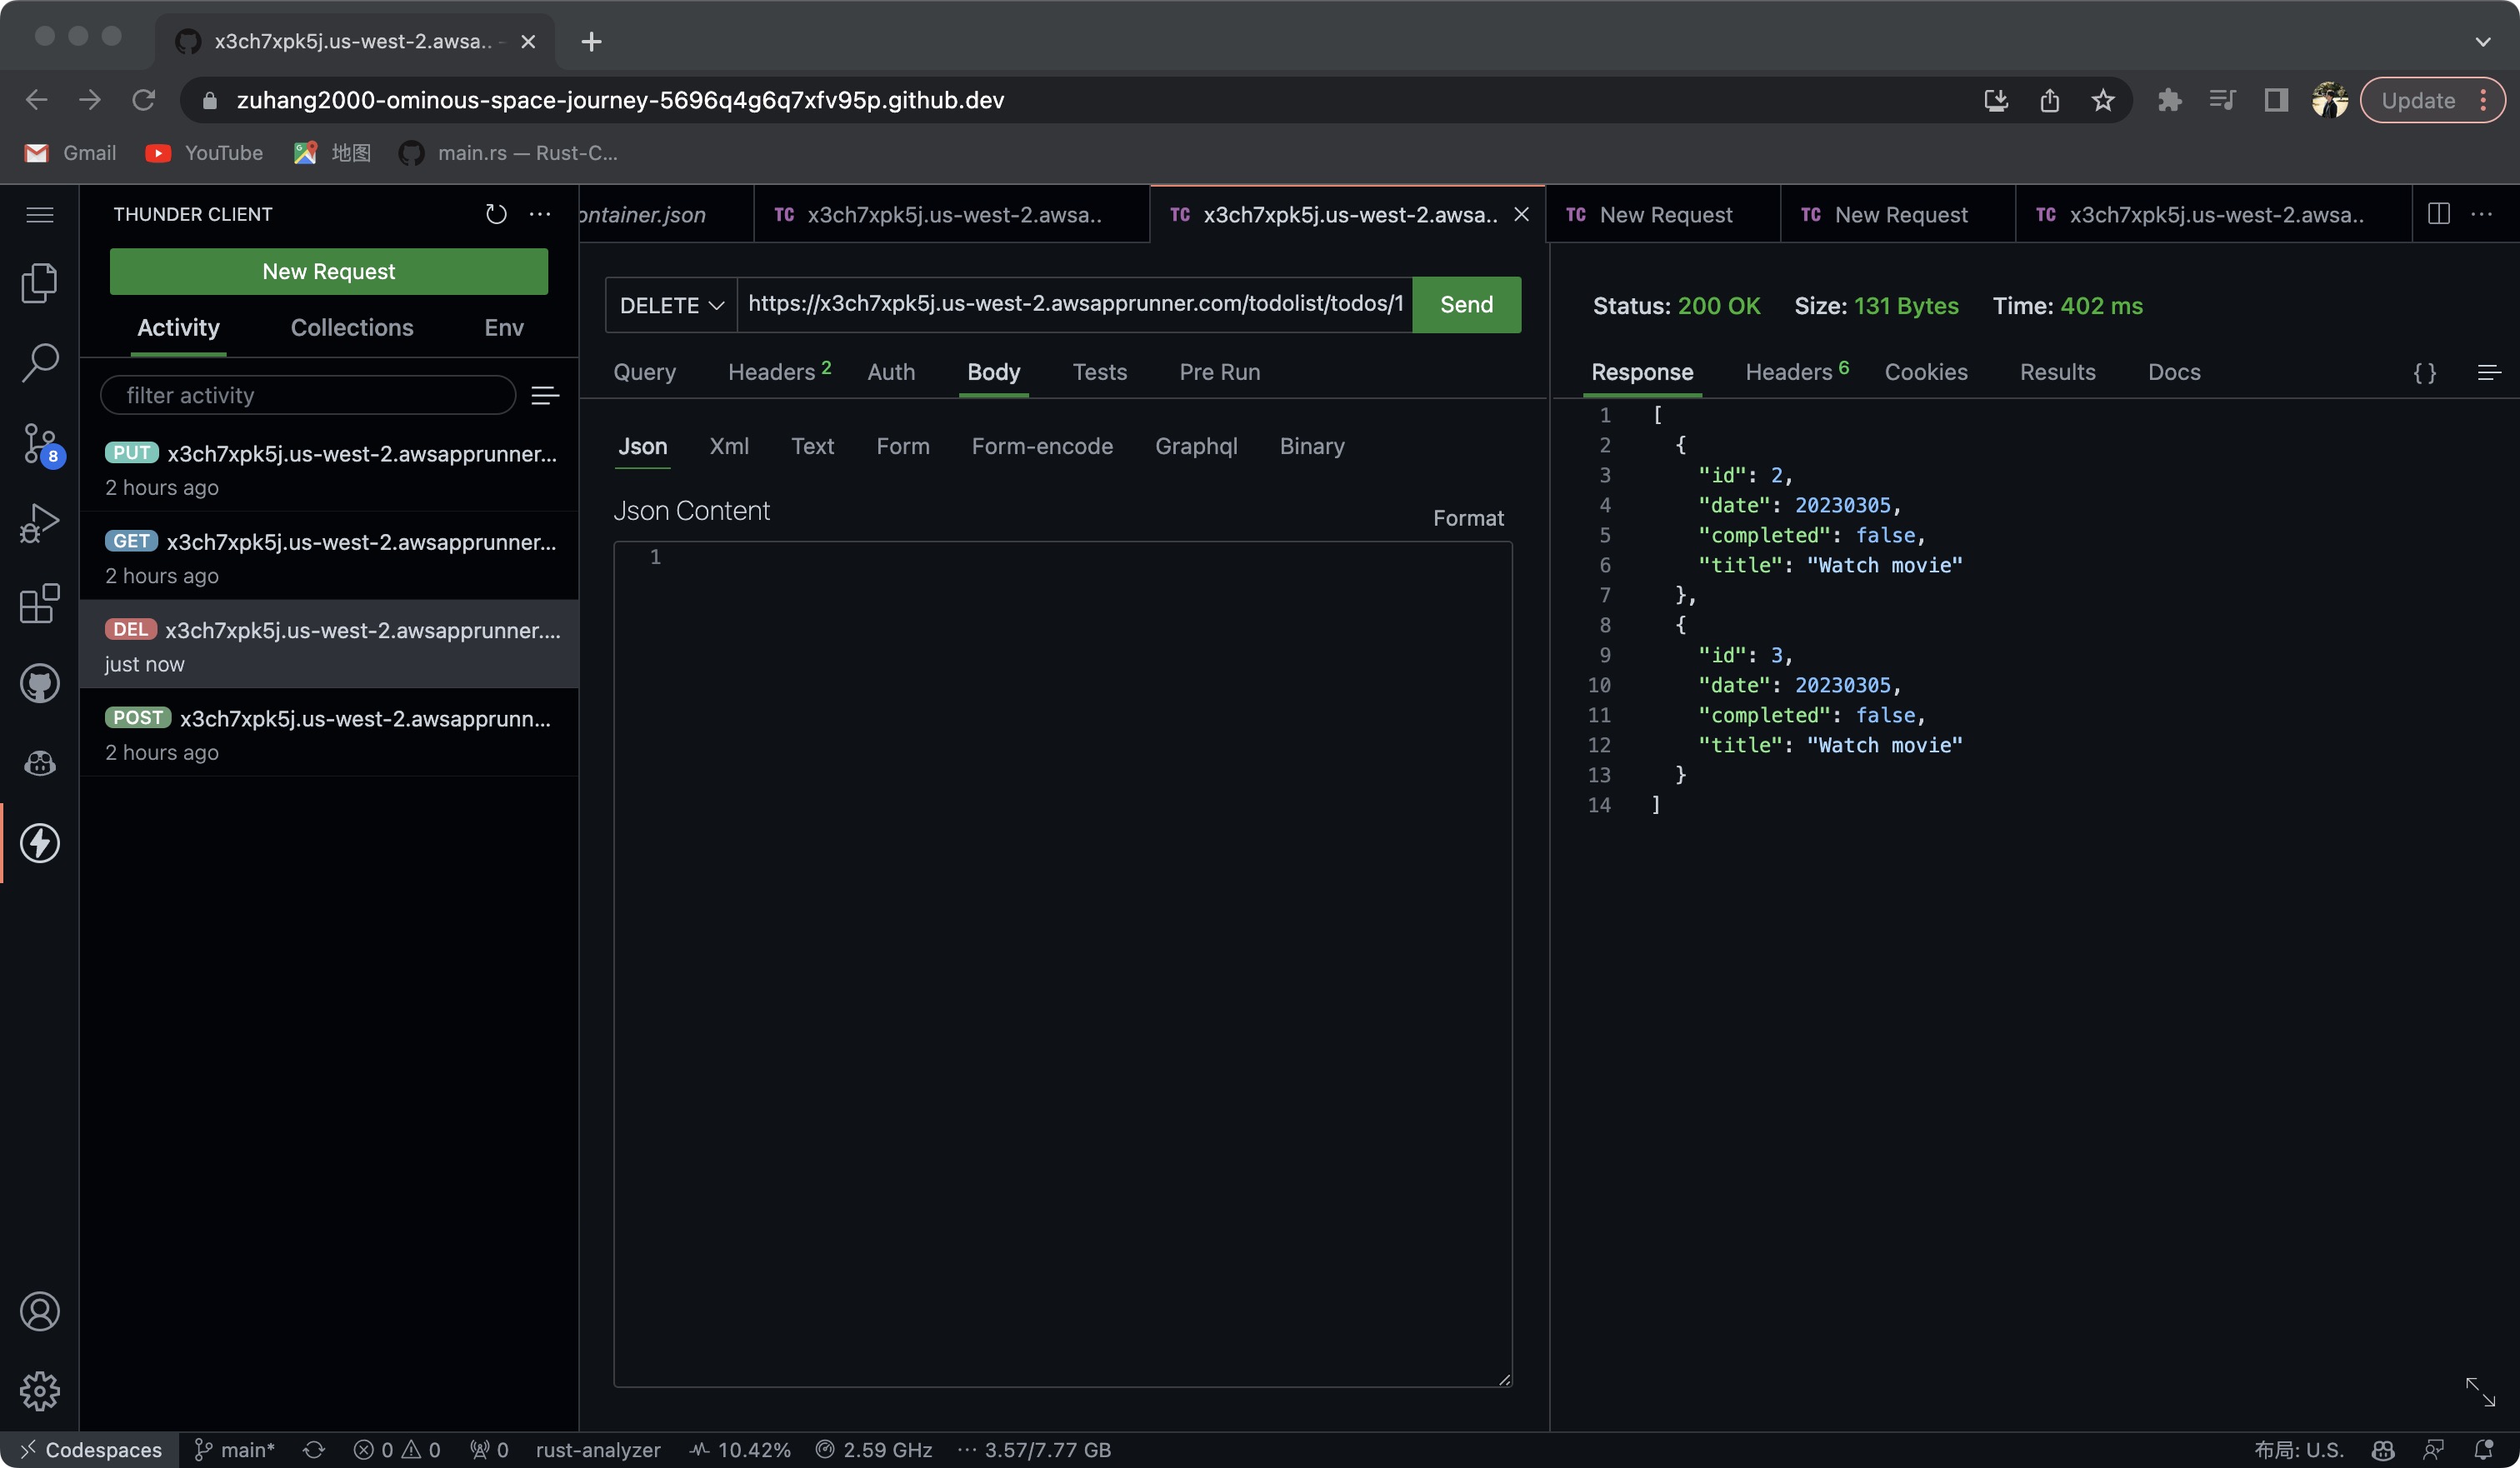 x3ch7xpk5j.us-west-2.awsa.. -
zuhang2000-ominous-space-journey-5696q4g6q7xfv95p.github.dev
Update
Gmail
YouTube
地图
main.rs — Rust-C...
THUNDER CLIENT
ontainer.json
TC x3ch7xpk5j.us-west-2.awsa..
TC x3ch7xpk5j.us-west-2.awsa..
TC New Request
TC New Request
TC x3ch7xpk5j.us-west-2.awsa..
New Request
Activity Collections Env
filter activity
PUT x3ch7xpk5j.us-west-2.awsapprunner...
2 hours ago
GET x3ch7xpk5j.us-west-2.awsapprunner...
2 hours ago
DEL x3ch7xpk5j.us-west-2.awsapprunner....
just now
POST x3ch7xpk5j.us-west-2.awsapprunn...
2 hours ago
8
DELETE https://x3ch7xpk5j.us-west-2.awsapprunner.com/todolist/todos/1 Send
Query Headers 2 Auth Body Tests Pre Run
Json Xml Text Form Form-encode Graphql Binary
Json Content
Format
1
Status: 200 OK Size: 131 Bytes Time: 402 ms
Response Headers 6 Cookies Results Docs {}
1 [
2 {
3 "id": 2,
4 "date": 20230305,
5 "completed": false,
6 "title": "Watch movie"
7 },
8 {
9 "id": 3,
10 "date": 20230305,
11 "completed": false,
12 "title": "Watch movie"
13 }
14 ]
Codespaces main* 0 0 0 rust-analyzer 10.42% 2.59 GHz ··· 3.57/7.77 GB 布局: U.S.